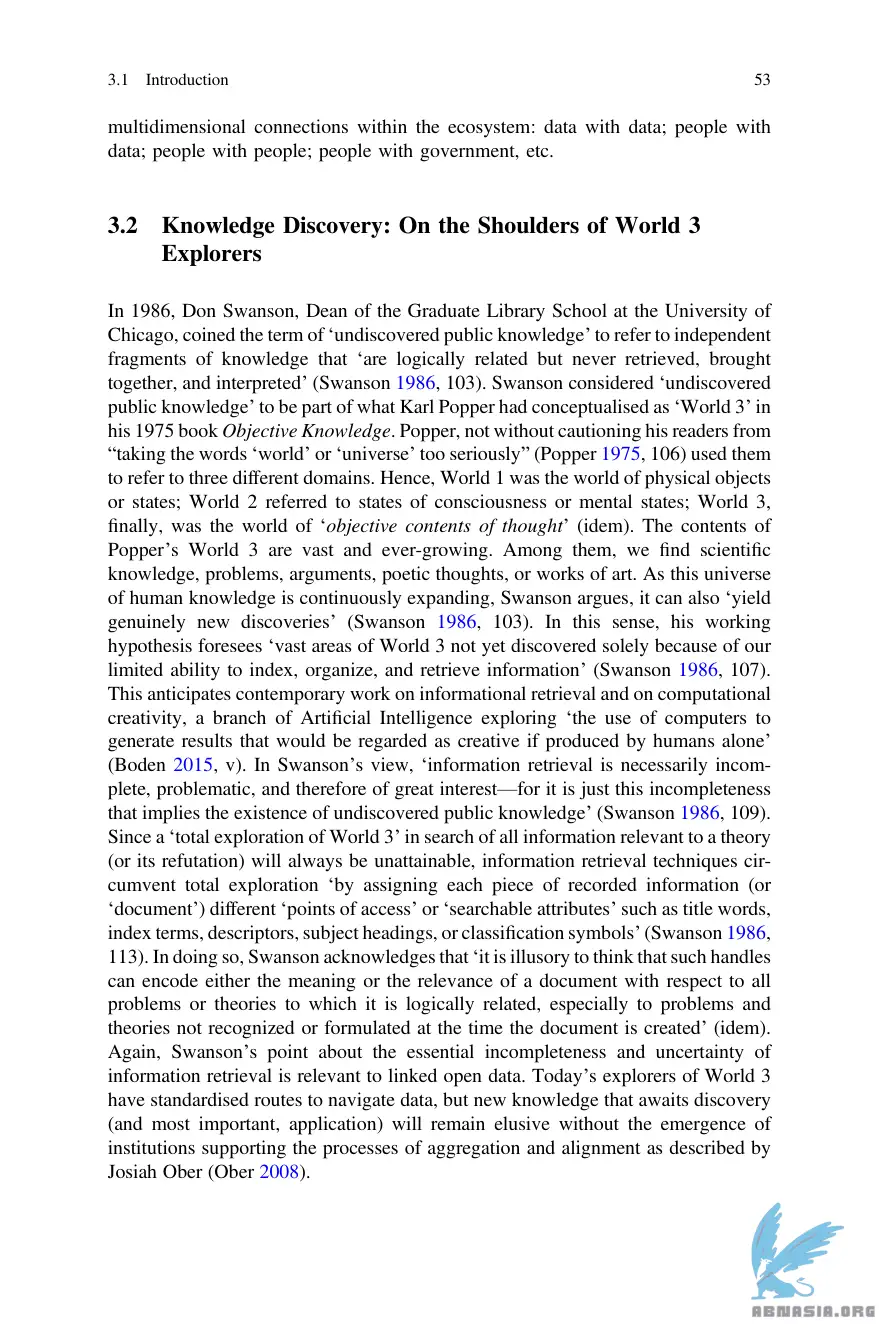 3.1 Introduction 53
multidimensional connections within the ecosystem: data with data; people with
data; people with people; people with government, etc.
3.2 Knowledge Discovery: On the Shoulders of World 3
Explorers
In 1986, Don Swanson, Dean of the Graduate Library School at the University of
Chicago, coined the term of ‘undiscovered public knowledge’ to refer to independent
fragments of knowledge that ‘are logically related but never retrieved, brought
together, and interpreted’ (Swanson 1986, 103). Swanson considered ‘undiscovered
public knowledge’ to be part of what Karl Popper had conceptualised as ‘World 3’ in
his 1975 book Objective Knowledge. Popper, not without cautioning his readers from
“taking the words ‘world’ or ‘universe’ too seriously” (Popper 1975, 106) used them
to refer to three different domains. Hence, World 1 was the world of physical objects
or states; World 2 referred to states of consciousness or mental states; World 3,
finally, was the world of ‘objective contents of thought’ (idem). The contents of
Popper’s World 3 are vast and ever-growing. Among them, we find scientific
knowledge, problems, arguments, poetic thoughts, or works of art. As this universe
of human knowledge is continuously expanding, Swanson argues, it can also ‘yield
genuinely new discoveries’ (Swanson 1986, 103). In this sense, his working
hypothesis foresees ‘vast areas of World 3 not yet discovered solely because of our
limited ability to index, organize, and retrieve information’ (Swanson 1986, 107).
This anticipates contemporary work on informational retrieval and on computational
creativity, a branch of Artificial Intelligence exploring ‘the use of computers to
generate results that would be regarded as creative if produced by humans alone’
(Boden 2015, v). In Swanson’s view, ‘information retrieval is necessarily incom-
plete, problematic, and therefore of great interest—for it is just this incompleteness
that implies the existence of undiscovered public knowledge’ (Swanson 1986, 109).
Since a ‘total exploration of World 3’ in search of all information relevant to a theory
(or its refutation) will always be unattainable, information retrieval techniques cir-
cumvent total exploration ‘by assigning each piece of recorded information (or
‘document’) different ‘points of access’ or ‘searchable attributes’ such as title words,
index terms, descriptors, subject headings, or classification symbols’ (Swanson 1986,
113). In doing so, Swanson acknowledges that ‘it is illusory to think that such handles
can encode either the meaning or the relevance of a document with respect to all
problems or theories to which it is logically related, especially to problems and
theories not recognized or formulated at the time the document is created’ (idem).
Again, Swanson’s point about the essential incompleteness and uncertainty of
information retrieval is relevant to linked open data. Today’s explorers of World 3
have standardised routes to navigate data, but new knowledge that awaits discovery
(and most important, application) will remain elusive without the emergence of
institutions supporting the processes of aggregation and alignment as described by
Josiah Ober (Ober 2008).
ABNASIA.ORG